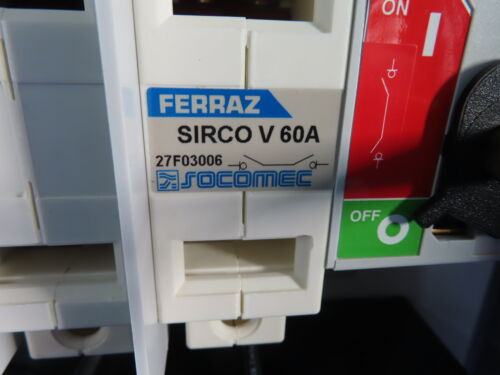 ON
I
FERRAZ
SIRCO V 60A
27F03006
SOCOMEC
OFF
O